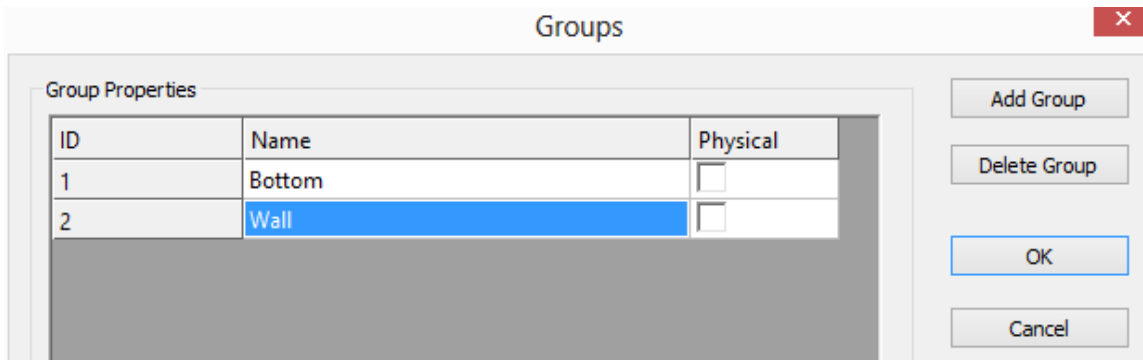 Groups
Group Properties
Add Group
ID Name Physical
1 Bottom
Delete Group
2 Wall
OK
Cancel